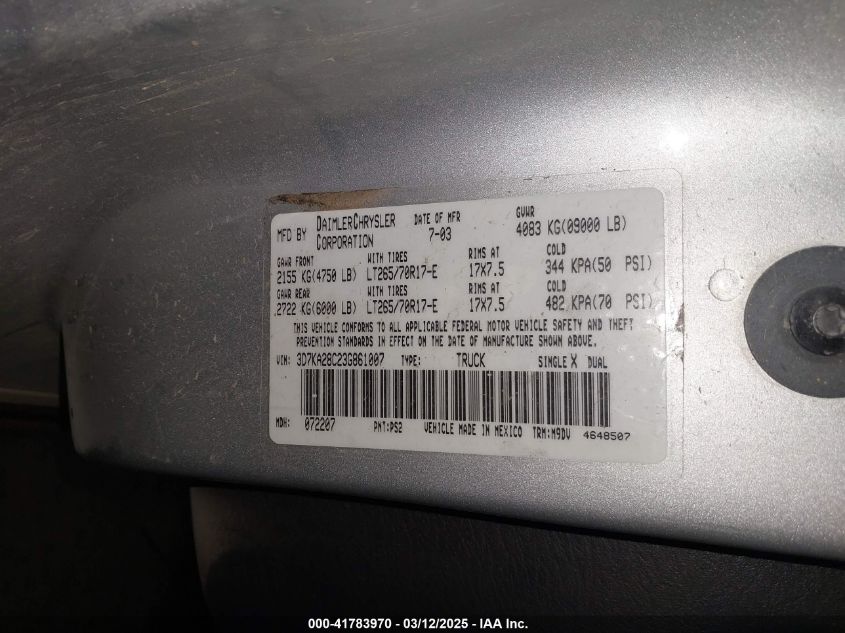 MFD BY DAIMLERCHRYSLER CORPORATION DATE OF MFR 7-03 GVWR 4083 KG(09000 LB)
GAWR FRONT WITH TIRES RIMS AT COLD
2155 KG(4750 LB) LT265/70R17-E 17X7.5 344 KPA(50 PSI)
GAWR REAR WITH TIRES RIMS AT COLD
2722 KG(6000 LB) LT265/70R17-E 17X7.5 482 KPA(70 PSI)
THIS VEHICLE CONFORMS TO ALL APPLICABLE FEDERAL MOTOR VEHICLE SAFETY AND THEFT
PREVENTION STANDARDS IN EFFECT ON THE DATE OF MANUFACTURE SHOWN ABOVE.
VIN: 3D7KA28C23G861007 TYPE: TRUCK SINGLE X DUAL
MDH: 072207 PNT:PS2 VEHICLE MADE IN MEXICO TRM:M9DV 4648507
000-41783970 - 03/12/2025 - IAA Inc.